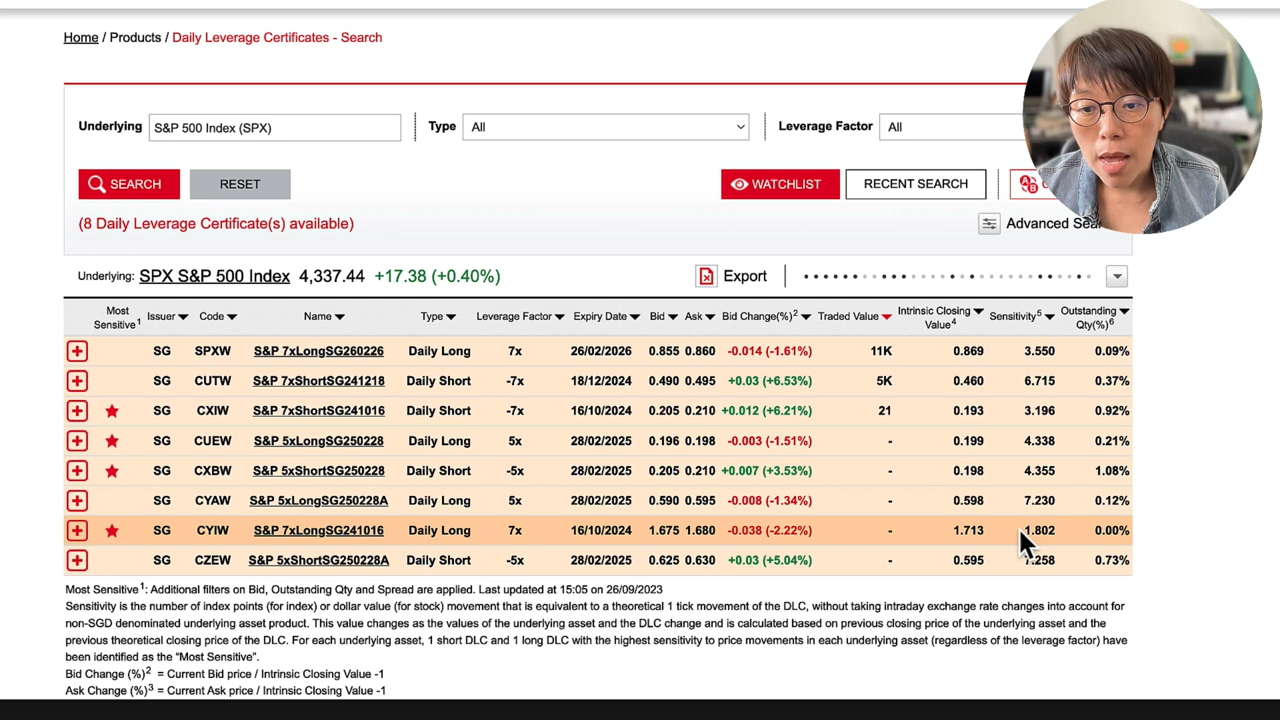 Home / Products / Daily Leverage Certificates - Search
Underlying S&P 500 Index (SPX) Type All Leverage Factor All
SEARCH RESET WATCHLIST RECENT SEARCH
(8 Daily Leverage Certificate(s) available) Advanced
Underlying: SPX S&P 500 Index 4,337.44 +17.38 (+0.40%) Export
Most Sensitive1 Issuer Code Name Type Leverage Factor Expiry Date Bid Ask Bid Change(%)2 Traded Value Intrinsic Closing Value4 Sensitivity5 Outstanding Qty(%)6
SG SPXW S&P 7xLongSG260226 Daily Long 7x 26/02/2026 0.855 0.860 -0.014 (-1.61%) 11K 0.869 3.550 0.09%
SG CUTW S&P 7xShortSG241218 Daily Short -7x 18/12/2024 0.490 0.495 +0.03 (+6.53%) 5K 0.460 6.715 0.37%
SG CXIW S&P 7xShortSG241016 Daily Short -7x 16/10/2024 0.205 0.210 +0.012 (+6.21%) 21 0.193 3.196 0.92%
SG CUEW S&P 5xLongSG250228 Daily Long 5x 28/02/2025 0.196 0.198 -0.003 (-1.51%) - 0.199 4.338 0.21%
SG CXBW S&P 5xShortSG250228 Daily Short -5x 28/02/2025 0.205 0.210 +0.007 (+3.53%) - 0.198 4.355 1.08%
SG CYAW S&P 5xLongSG250228A Daily Long 5x 28/02/2025 0.590 0.595 -0.008 (-1.34%) - 0.598 7.230 0.12%
SG CYIW S&P 7xLongSG241016 Daily Long 7x 16/10/2024 1.675 1.680 -0.038 (-2.22%) - 1.713 1.802 0.00%
SG CZEW S&P 5xShortSG250228A Daily Short -5x 28/02/2025 0.625 0.630 +0.03 (+5.04%) - 0.595 7.258 0.73%
Most Sensitive1: Additional filters on Bid, Outstanding Qty and Spread are applied. Last updated at 15:05 on 26/09/2023
Sensitivity is the number of index points (for index) or dollar value (for stock) movement that is equivalent to a theoretical 1 tick movement of the DLC, without taking intraday exchange rate changes into account for
non-SGD denominated underlying asset product. This value changes as the values of the underlying asset and the DLC change and is calculated based on previous closing price of the underlying asset and the
previous theoretical closing price of the DLC. For each underlying asset, 1 short DLC and 1 long DLC with the highest sensitivity to price movements in each underlying asset (regardless of the leverage factor) have
been identified as the “Most Sensitive”.
Bid Change (%)2 = Current Bid price / Intrinsic Closing Value -1
Ask Change (%)3 = Current Ask price / Intrinsic Closing Value -1